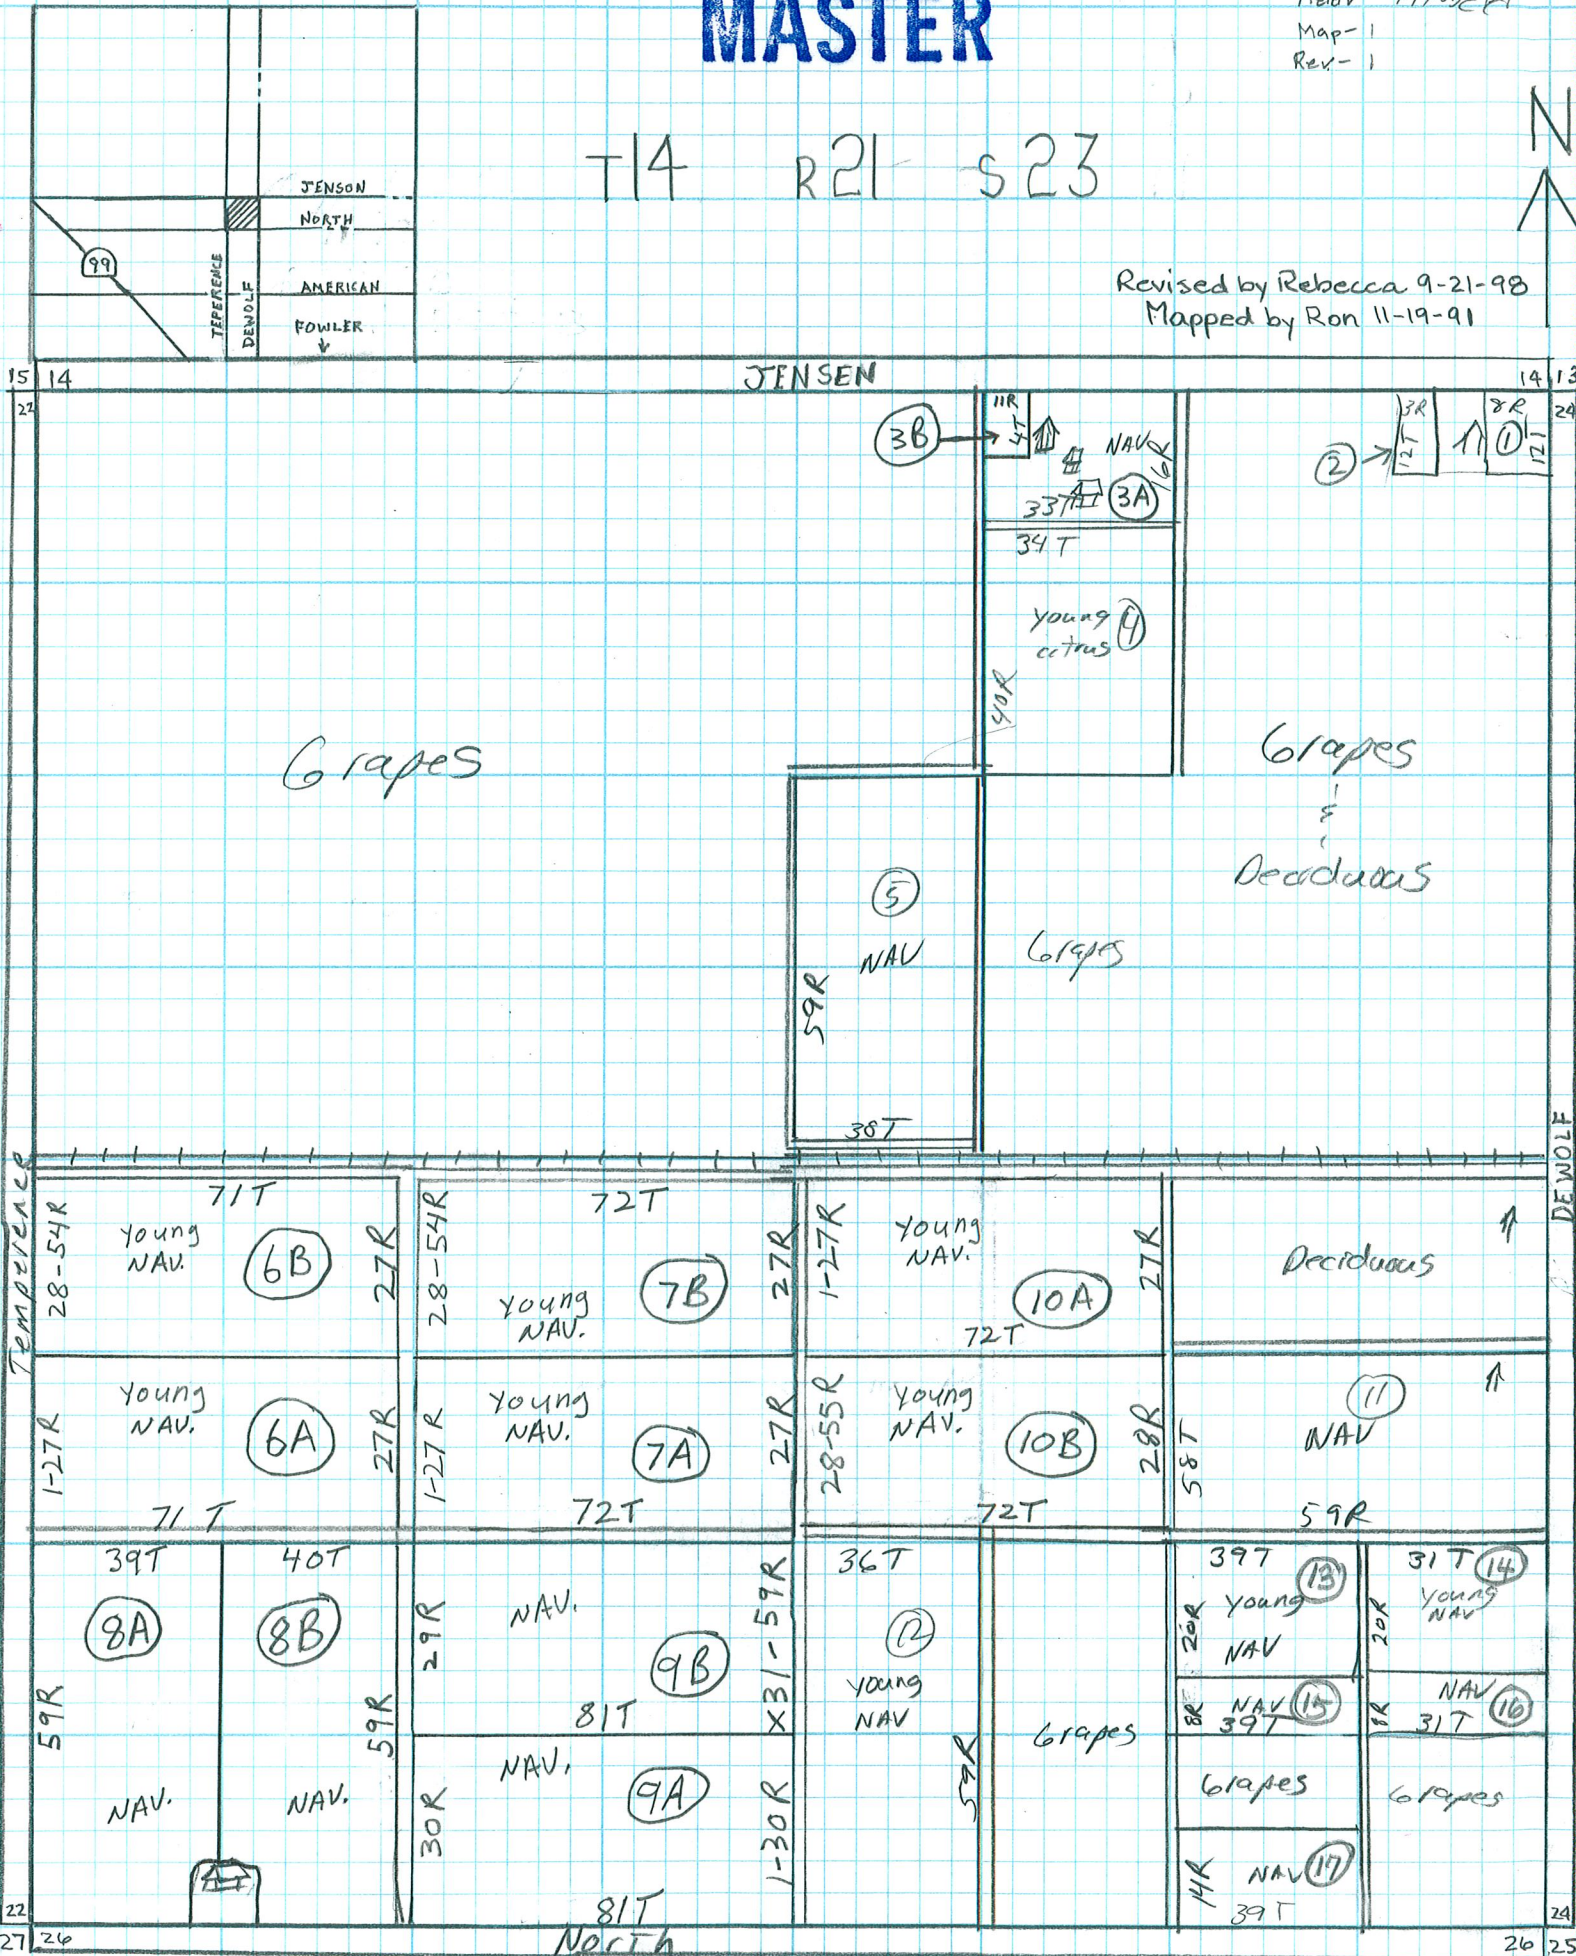 MASTER
Map- 1
Rev- 1
T14 R21 S23
N
JENSON
NORTH
99
TEPERENCE
DEWOLF
AMERICAN
FOWLER
Revised by Rebecca 9-21-98
Mapped by Ron 11-19-91
15 14
JENSEN
14 13
22
24
3B
11R
4T
NAV
16R
33T
3A
2
3R
12T
8R
1
12T
34T
Young
citrus
4
40R
Grapes
Grapes
&
Deciduous
5
NAV
59R
38T
Grapes
Temprence
DEWOLF
71T
28-54R
Young
NAV.
6B
27R
72T
28-54R
Young
NAV.
7B
27R
1-27R
Young
NAV.
10A
72T
27R
Deciduous
1-27R
Young
NAV.
6A
27R
71 T
1-27R
Young
NAV.
7A
27R
72T
28-55R
Young
NAV.
10B
28R
72T
58T
11
NAV
59R
39T
8A
59R
NAV.
40T
8B
59R
NAV.
29R
NAV.
9B
81T
X31-59R
30R
NAV.
9A
1-30R
81T
36T
12
Young
NAV
59R
Grapes
39T
13
Young
NAV
20R
31T
14
Young
NAV
20R
8R
NAV
15
39T
NAV
16
8R
31T
Grapes
Grapes
14R
NAV
17
39T
22
24
27 26
North
26 25